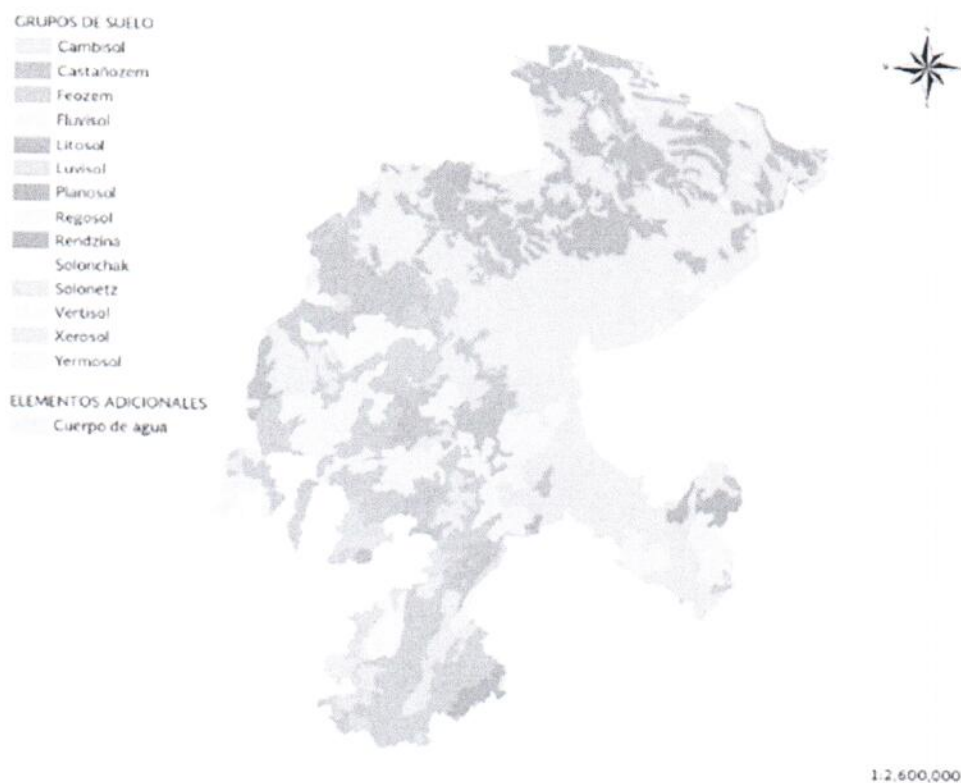 GRUPOS DE SUELO
Cambisol
Castañozem
Feozem
Fluvisol
Litosol
Luvisol
Planosol
Regosol
Rendzina
Solonchak
Solonetz
Vertisol
Xerosol
Yermosol
ELEMENTOS ADICIONALES
Cuerpo de agua
1:2,600,000